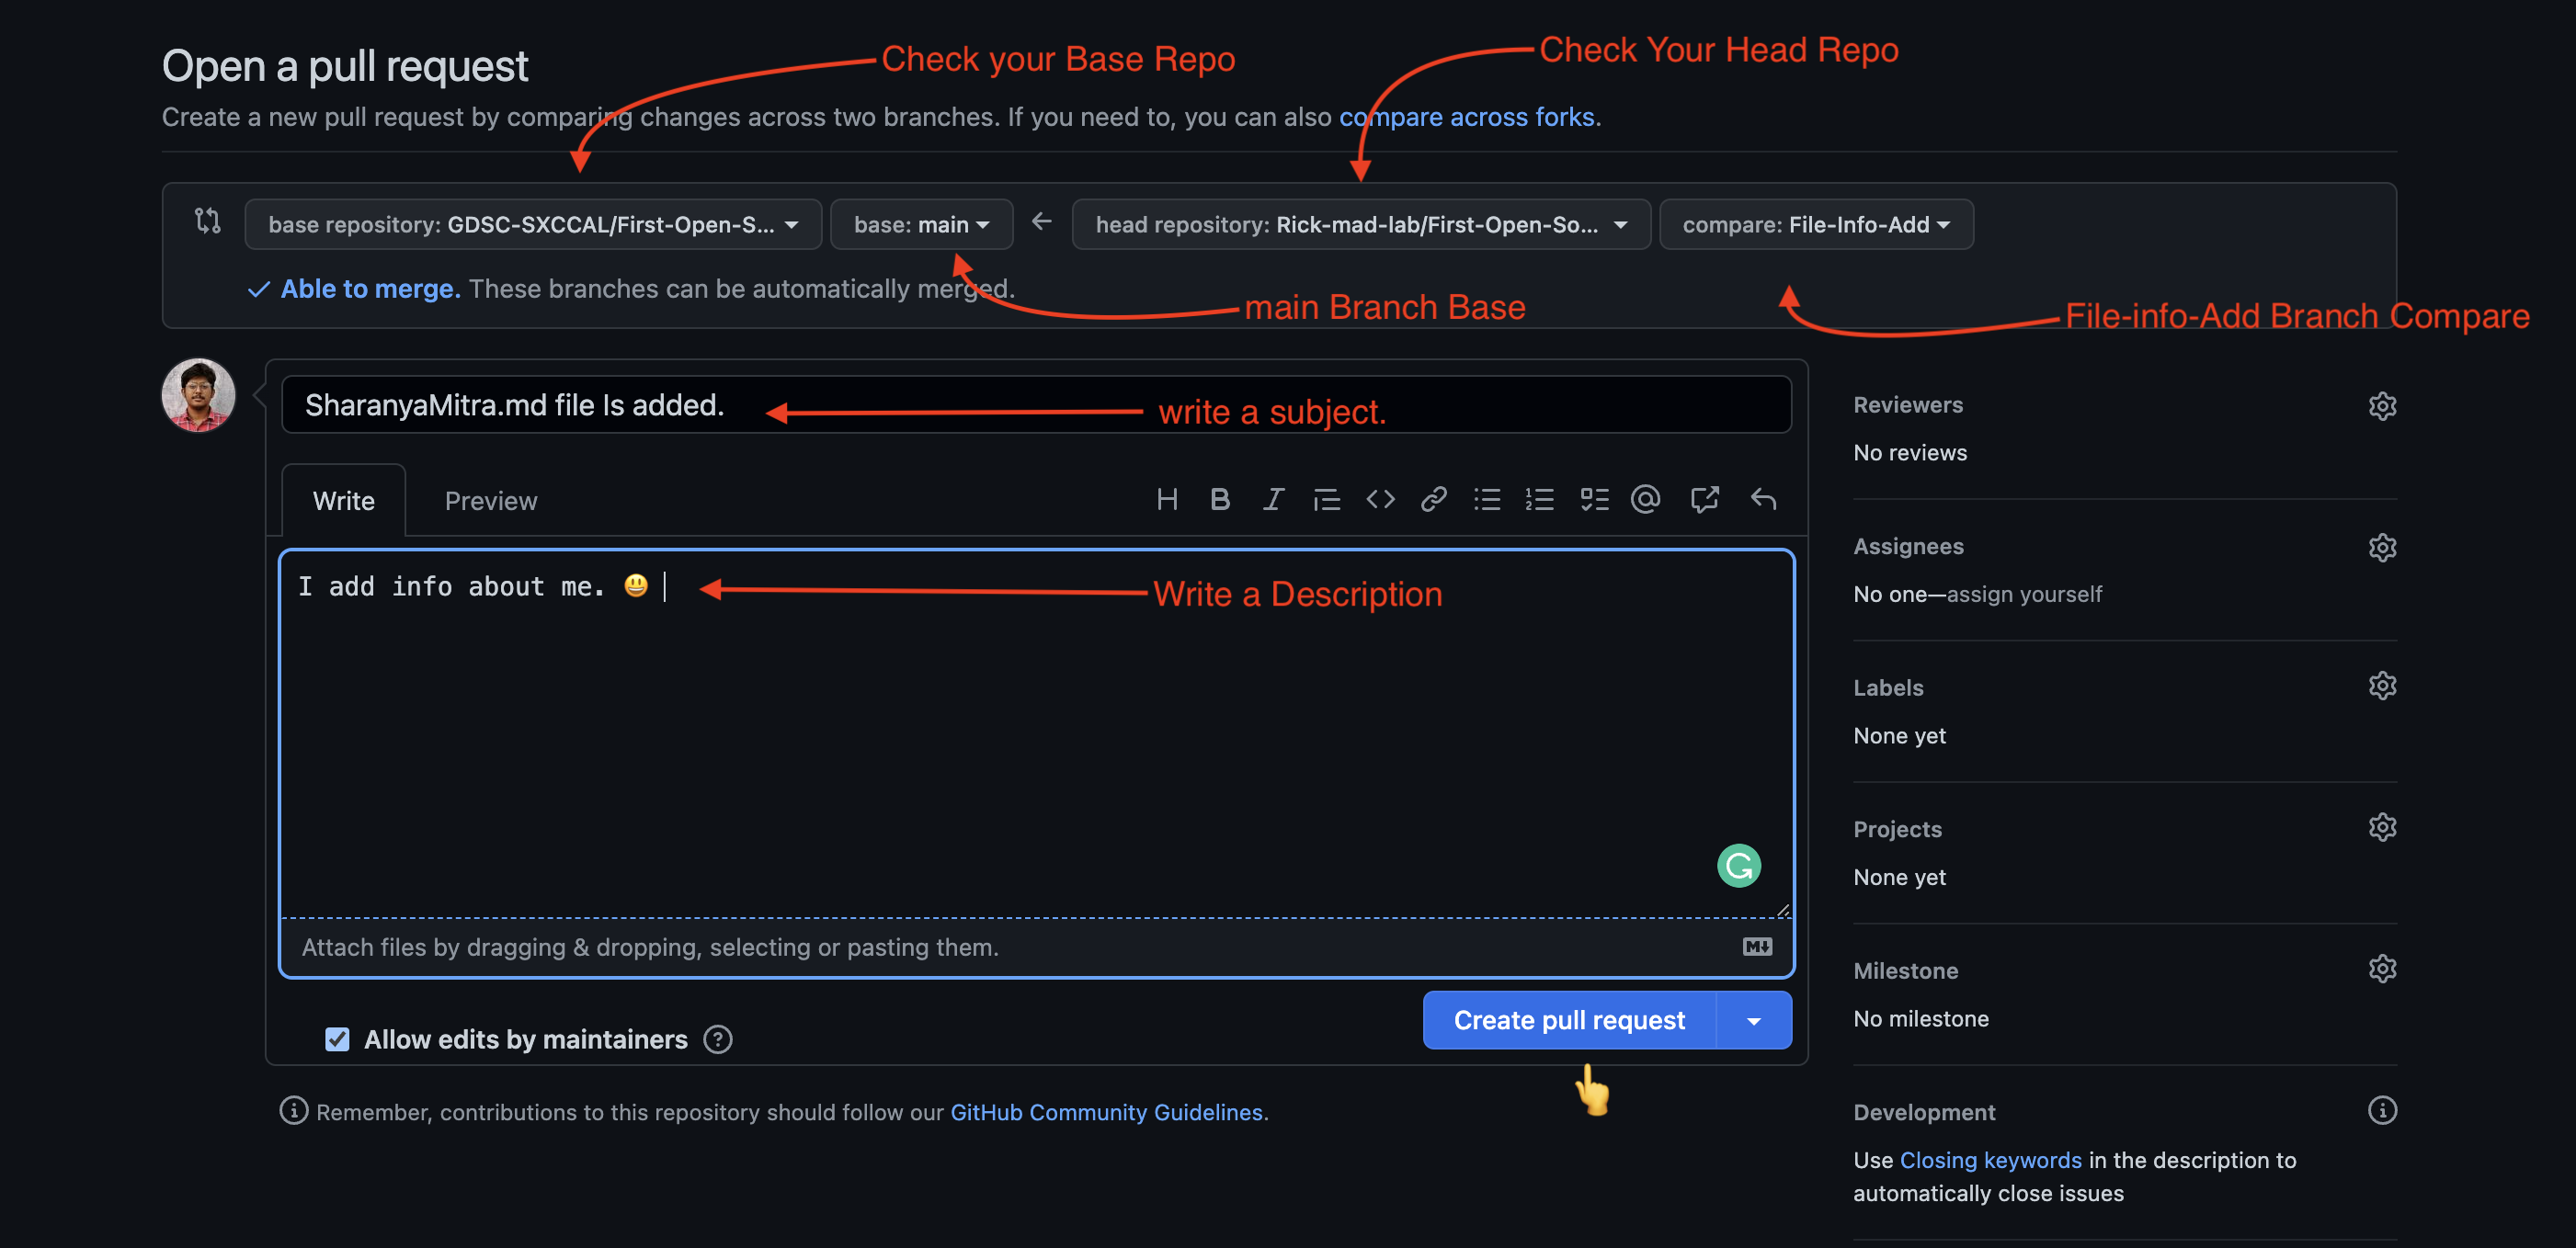 Open a pull request
Check your Base Repo
Check Your Head Repo
Create a new pull request by comparing changes across two branches. If you need to, you can also compare across forks.
base repository: GDSC-SXCCAL/First-Open-S...
base: main
head repository: Rick-mad-lab/First-Open-So...
compare: File-Info-Add
Able to merge. These branches can be automatically merged.
main Branch Base
File-info-Add Branch Compare
SharanyaMitra.md file Is added.
write a subject.
Write
Preview
I add info about me. 😃
Write a Description
Attach files by dragging & dropping, selecting or pasting them.
Allow edits by maintainers
Create pull request
Remember, contributions to this repository should follow our GitHub Community Guidelines.
Reviewers
No reviews
Assignees
No one—assign yourself
Labels
None yet
Projects
None yet
Milestone
No milestone
Development
Use Closing keywords in the description to
automatically close issues